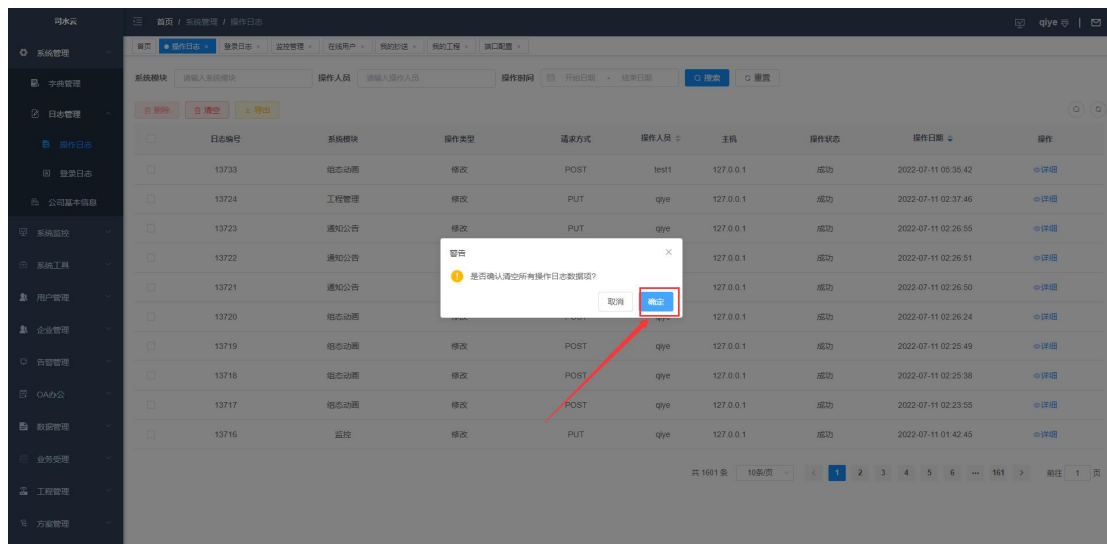 司水云
首页 / 系统管理 / 操作日志
qiye
系统管理
首页 操作日志 × 登录日志 × 监控管理 × 在线用户 × 我的抄送 × 我的工程 × 端口配置 ×
字典管理
系统模块 请输入系统模块 操作人员 请输入操作人员 操作时间 开始日期 - 结束日期 搜索 重置
日志管理
删除 清空 导出
操作日志
日志编号 系统模块 操作类型 请求方式 操作人员 主机 操作状态 操作日期 操作
登录日志
13733 组态动画 修改 POST test1 127.0.0.1 成功 2022-07-11 05:35:42 详细
公司基本信息
13724 工程管理 修改 PUT qiye 127.0.0.1 成功 2022-07-11 02:37:46 详细
系统监控
13723 通知公告 修改 PUT qiye 127.0.0.1 成功 2022-07-11 02:26:55 详细
系统工具
13722 通知公告 127.0.0.1 成功 2022-07-11 02:26:51 详细
用户管理
13721 通知公告 127.0.0.1 成功 2022-07-11 02:26:50 详细
企业管理
13720 组态动画 127.0.0.1 成功 2022-07-11 02:26:24 详细
告警管理
13719 组态动画 修改 POST qiye 127.0.0.1 成功 2022-07-11 02:25:49 详细
13718 组态动画 修改 POST qiye 127.0.0.1 成功 2022-07-11 02:25:38 详细
OA办公
13717 组态动画 修改 POST qiye 127.0.0.1 成功 2022-07-11 02:23:55 详细
数据管理
13716 监控 修改 PUT qiye 127.0.0.1 成功 2022-07-11 01:42:45 详细
业务受理
共 1601 条 10条/页 < 1 2 3 4 5 6 ... 161 > 前往 1 页
工程管理
方案管理
警告 ×
是否确认清空所有操作日志数据项?
取消 确定